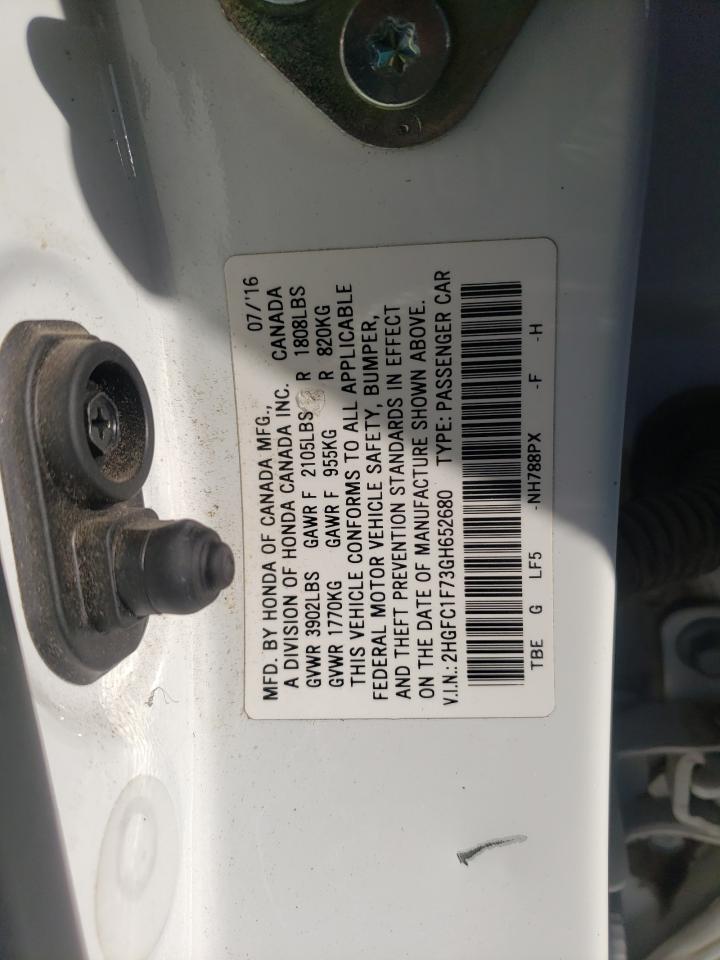 MFD. BY HONDA OF CANADA MFG., 07/'16
A DIVISION OF HONDA CANADA INC. CANADA
GVWR 3902LBS GAWR F 2105LBS R 1808LBS
GVWR 1770KG GAWR F 955KG R 820KG
THIS VEHICLE CONFORMS TO ALL APPLICABLE
FEDERAL MOTOR VEHICLE SAFETY, BUMPER,
AND THEFT PREVENTION STANDARDS IN EFFECT
ON THE DATE OF MANUFACTURE SHOWN ABOVE.
V.I.N.: 2HGFC1F73GH652680 TYPE: PASSENGER CAR
TBE G LF5 -NH788PX -F -H